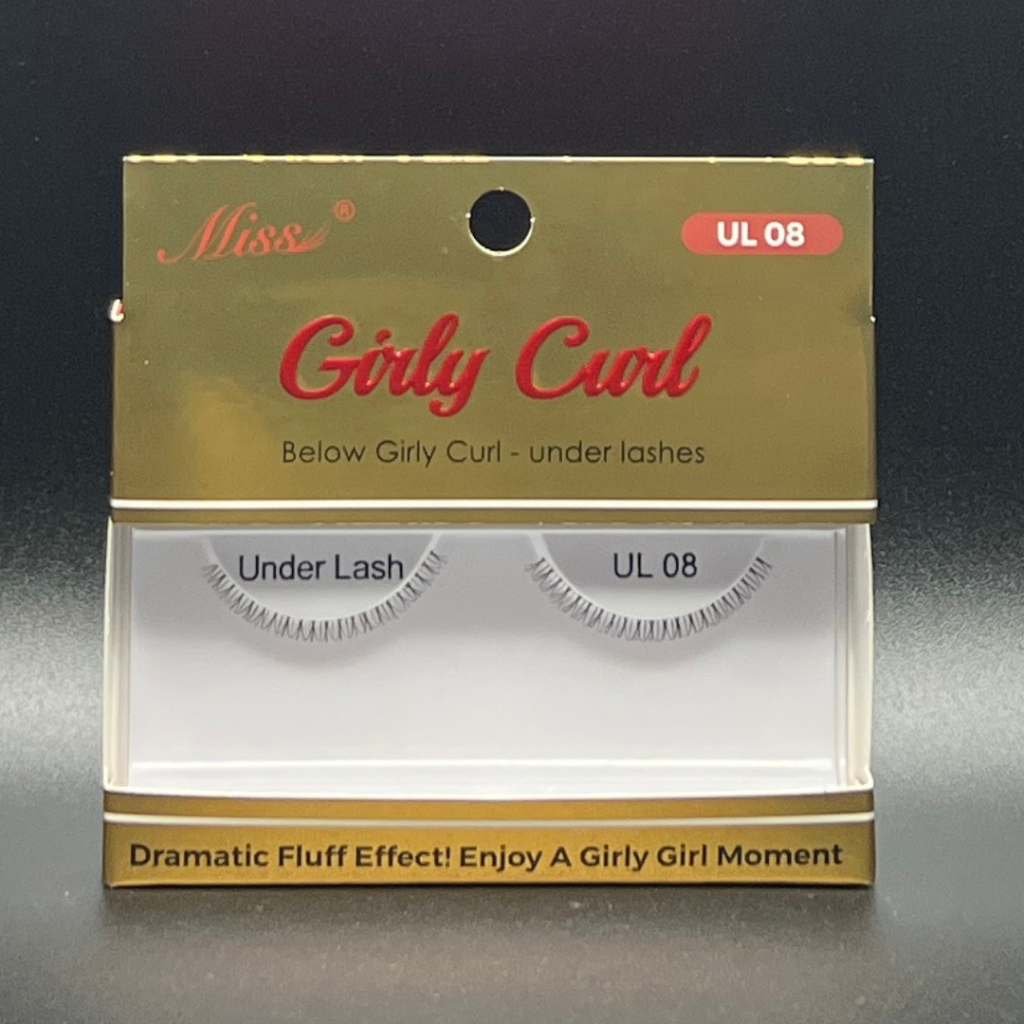 Miss®
UL 08
Girly Curl
Below Girly Curl - under lashes
Under Lash
UL 08
Dramatic Fluff Effect! Enjoy A Girly Girl Moment